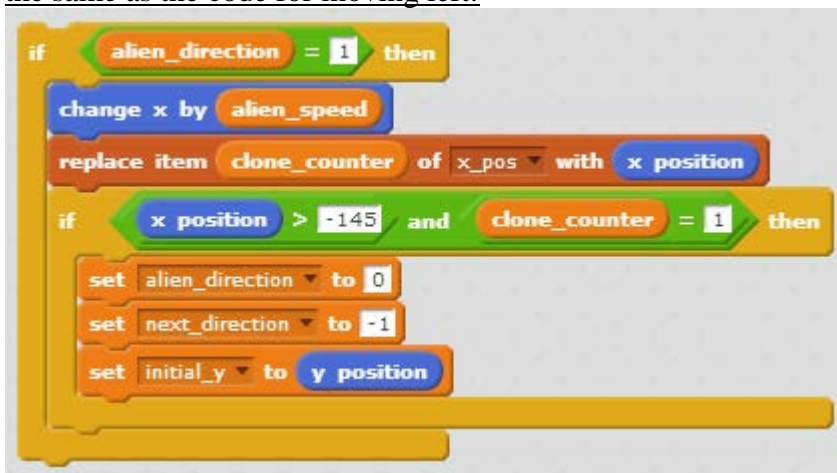 the same as the code for moving left.
if alien_direction = 1 then
change x by alien_speed
replace item clone_counter of x_pos with x position
if x position > -145 and clone_counter = 1 then
set alien_direction to 0
set next_direction to -1
set initial_y to y position